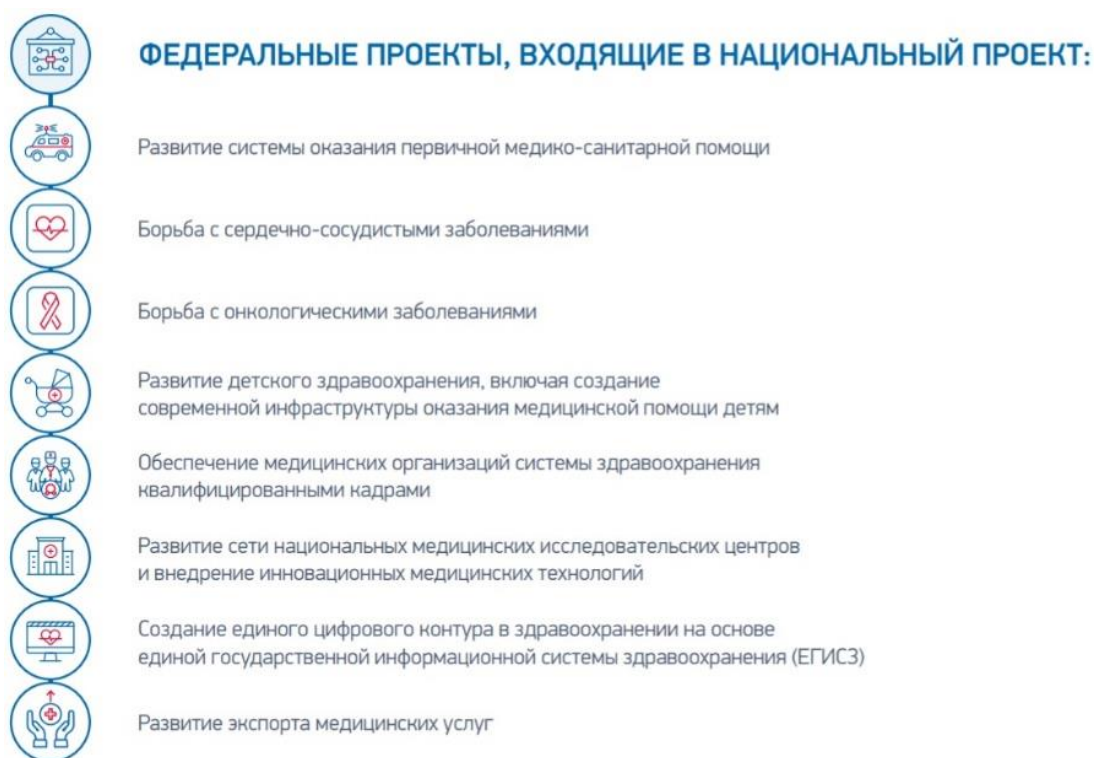 ФЕДЕРАЛЬНЫЕ ПРОЕКТЫ, ВХОДЯЩИЕ В НАЦИОНАЛЬНЫЙ ПРОЕКТ:
Развитие системы оказания первичной медико-санитарной помощи
Борьба с сердечно-сосудистыми заболеваниями
Борьба с онкологическими заболеваниями
Развитие детского здравоохранения, включая создание
современной инфраструктуры оказания медицинской помощи детям
Обеспечение медицинских организаций системы здравоохранения
квалифицированными кадрами
Развитие сети национальных медицинских исследовательских центров
и внедрение инновационных медицинских технологий
Создание единого цифрового контура в здравоохранении на основе
единой государственной информационной системы здравоохранения (ЕГИСЗ)
Развитие экспорта медицинских услуг